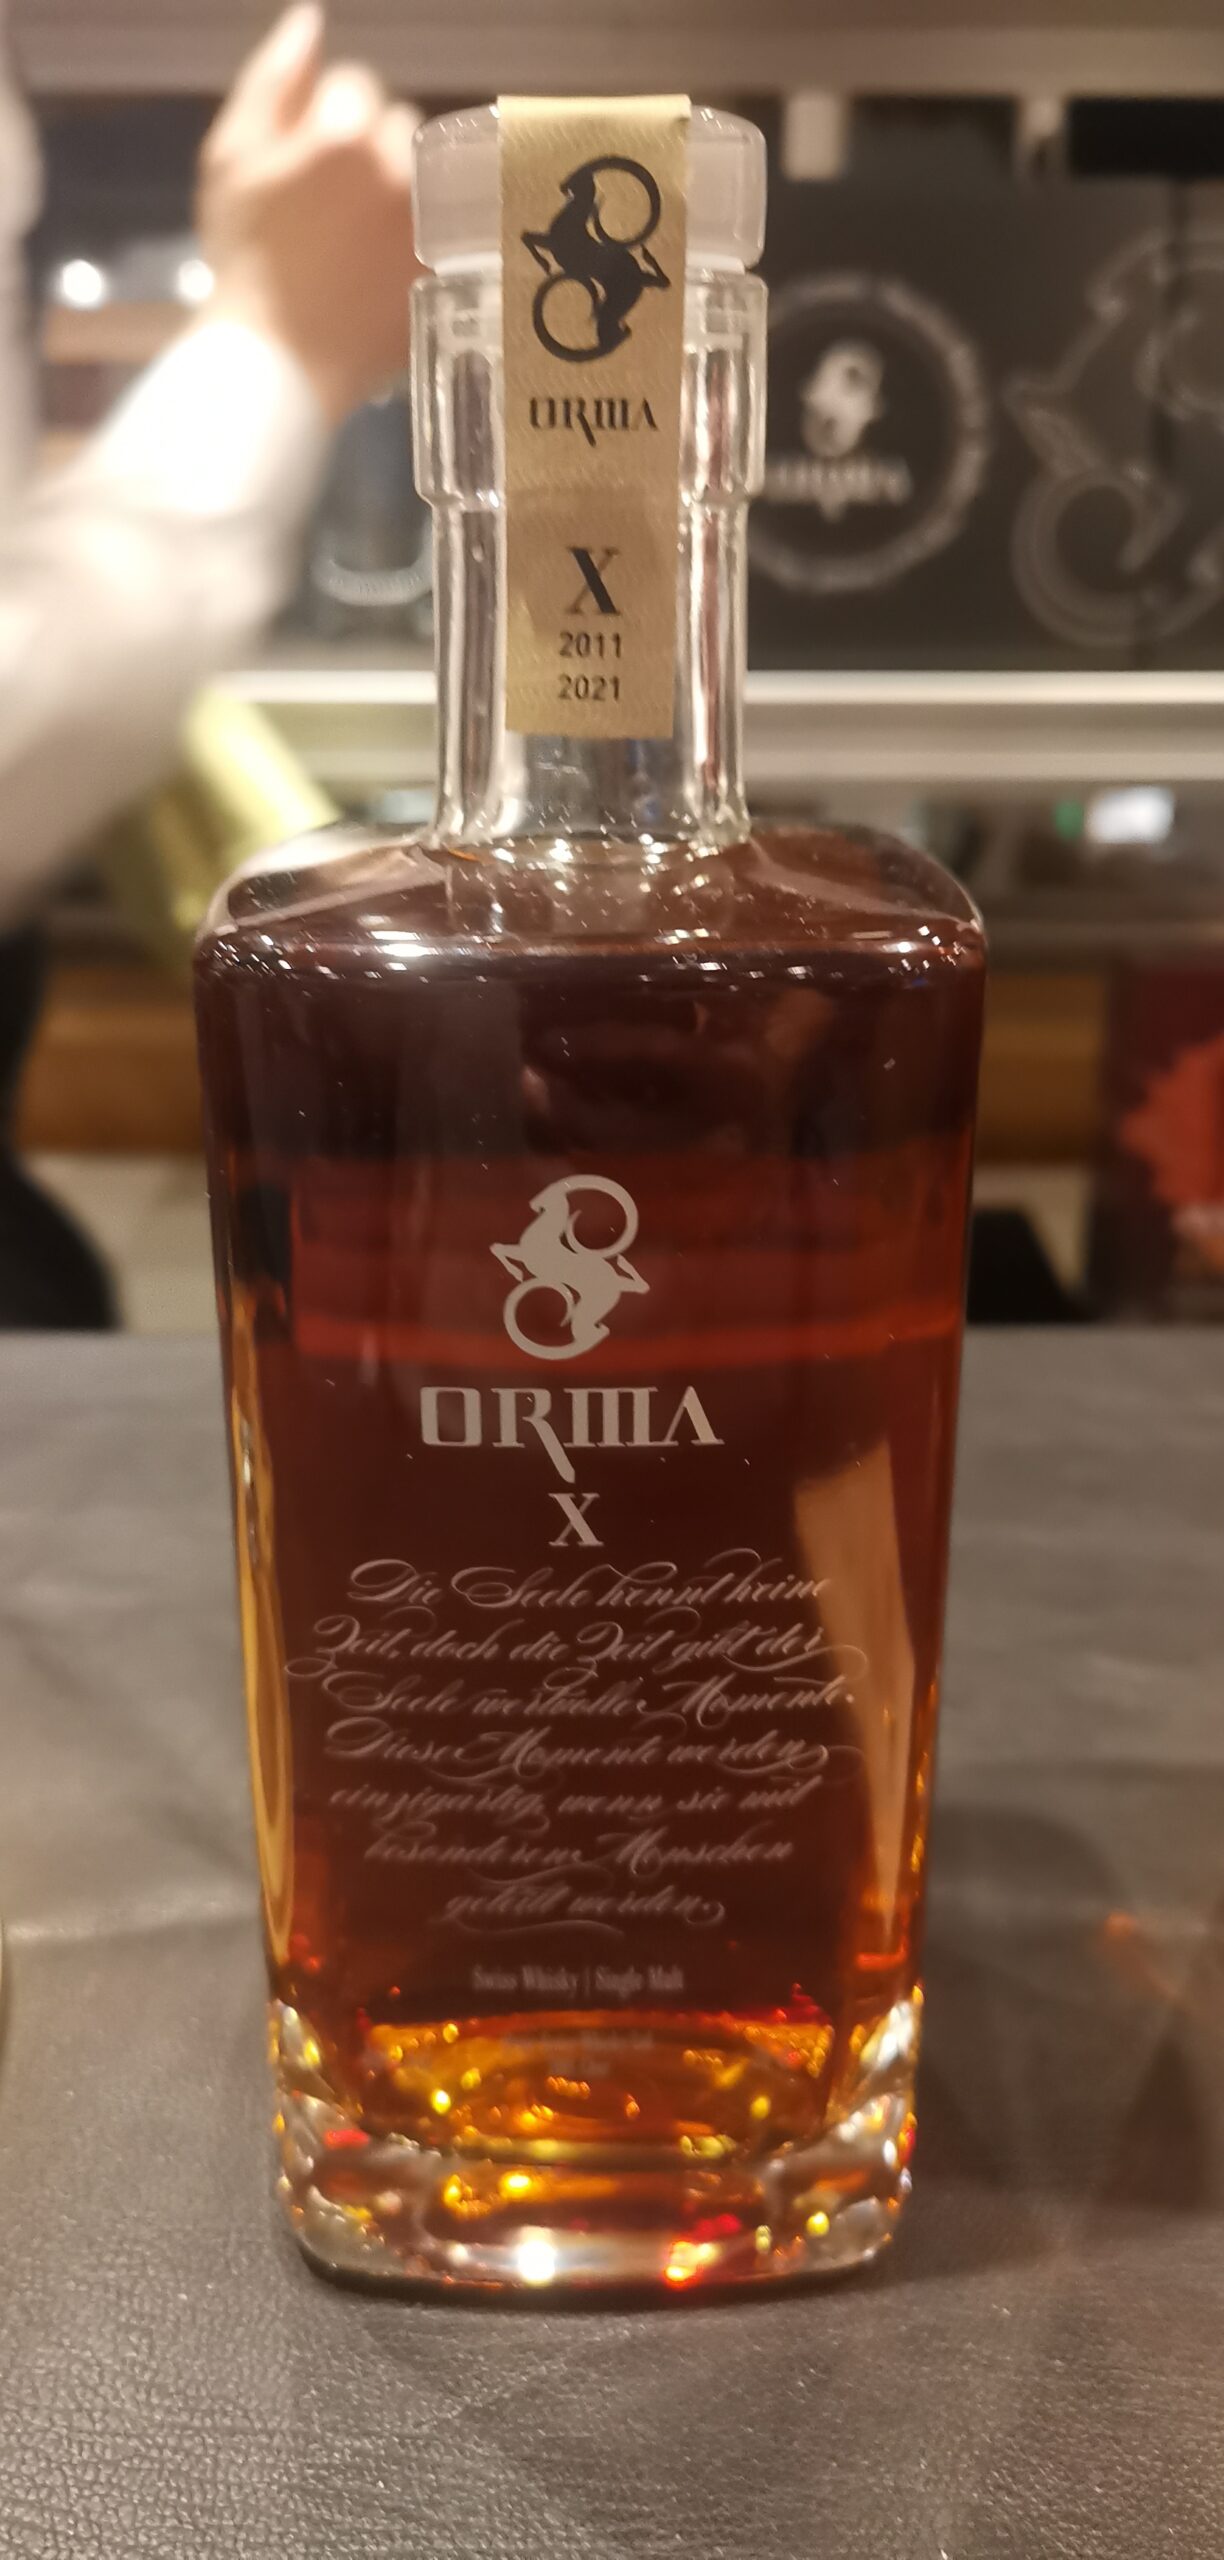 ORMA
X
2011
2021
ORMA
X
Die Seele kennt keine
Zeit, doch die Zeit gibt der
Seele wertvolle Momente.
Diese Momente werden
einzigartig, wenn sie mit
besonderen Menschen
geteilt werden.
Swiss Whisky | Single Malt